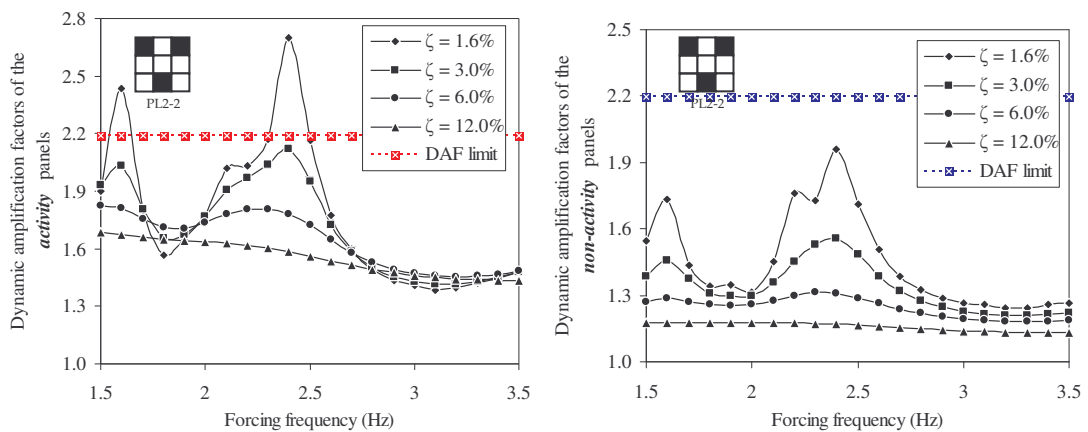 Dynamic amplification factors of the
activity panels
2.8
2.5
2.2
1.9
1.6
1.3
1.0
1.5
2
2.5
3
3.5
Forcing frequency (Hz)
PL2-2
ζ = 1.6%
ζ = 3.0%
ζ = 6.0%
ζ = 12.0%
DAF limit
Dynamic amplification factors of the
non-activity panels
2.5
2.2
1.9
1.6
1.3
1.0
1.5
2
2.5
3
3.5
Forcing frequency (Hz)
PL2-2
ζ = 1.6%
ζ = 3.0%
ζ = 6.0%
ζ = 12.0%
DAF limit